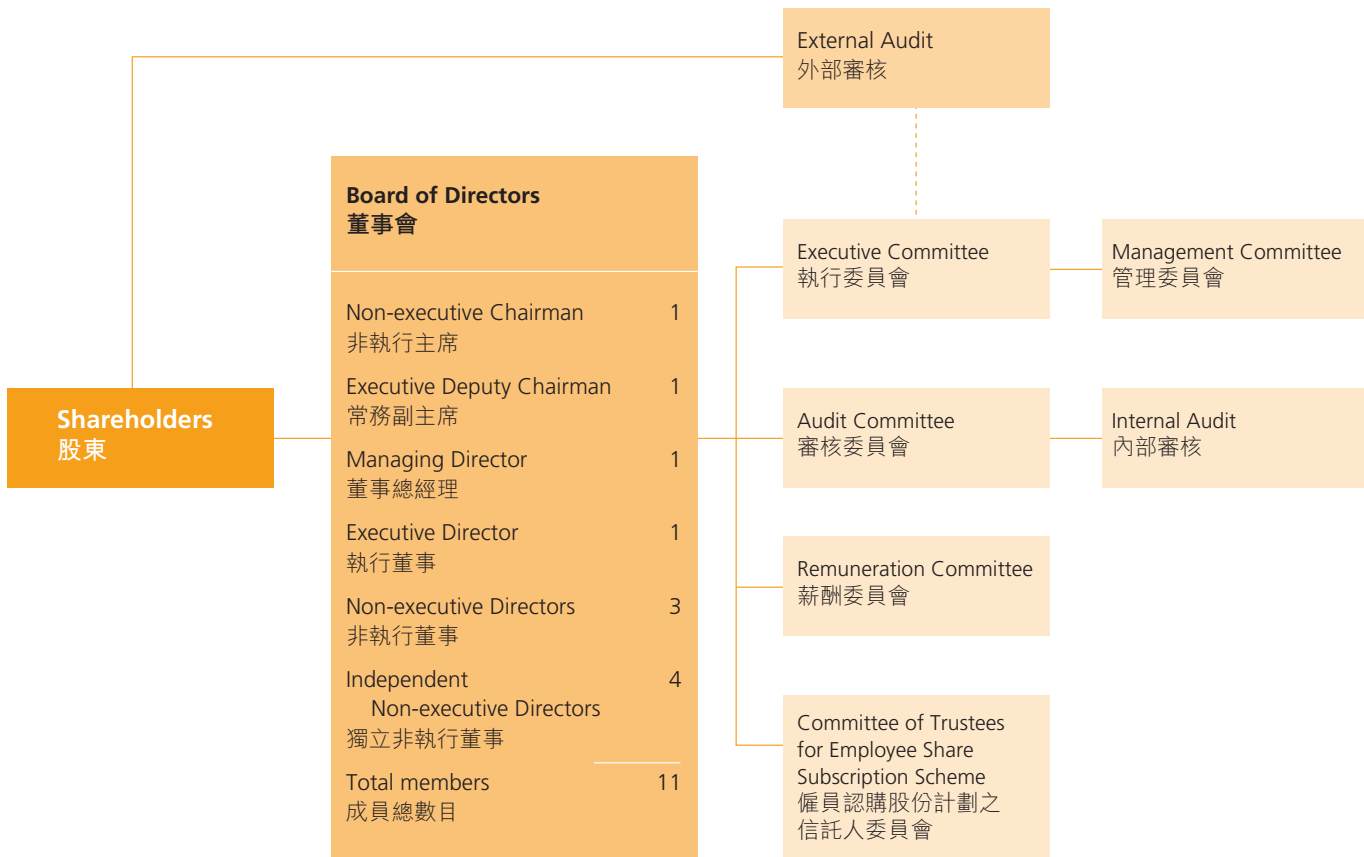 External Audit
外部審核
Board of Directors
董事會
Non-executive Chairman 1
非執行主席
Executive Deputy Chairman 1
常務副主席
Managing Director 1
董事總經理
Executive Director 1
執行董事
Non-executive Directors 3
非執行董事
Independent 4
Non-executive Directors
獨立非執行董事
Total members 11
成員總數目
Shareholders
股東
Executive Committee
執行委員會
Management Committee
管理委員會
Audit Committee
審核委員會
Internal Audit
內部審核
Remuneration Committee
薪酬委員會
Committee of Trustees
for Employee Share
Subscription Scheme
僱員認購股份計劃之
信託人委員會